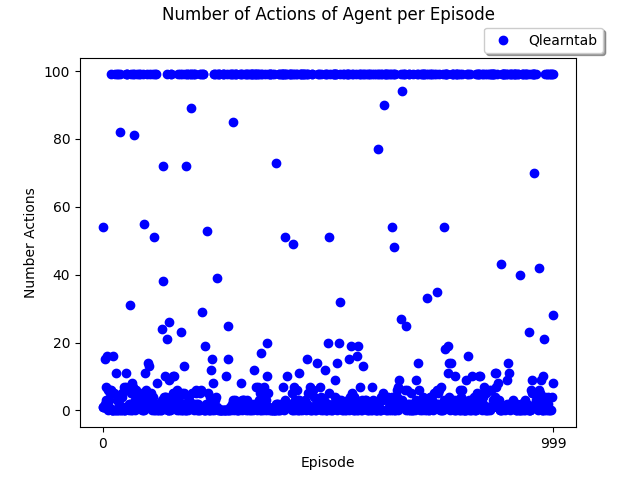 Number of Actions of Agent per Episode
Qlearntab
100
80
60
40
20
0
Number Actions
0 999
Episode